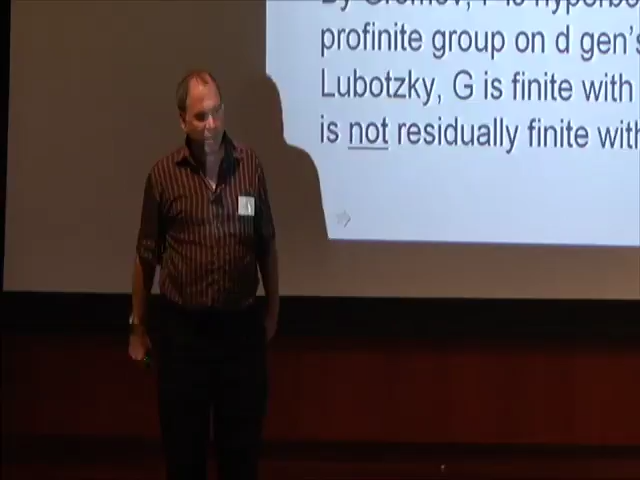 profinite group on d gen's
Lubotzky, G is finite with
is not residually finite with